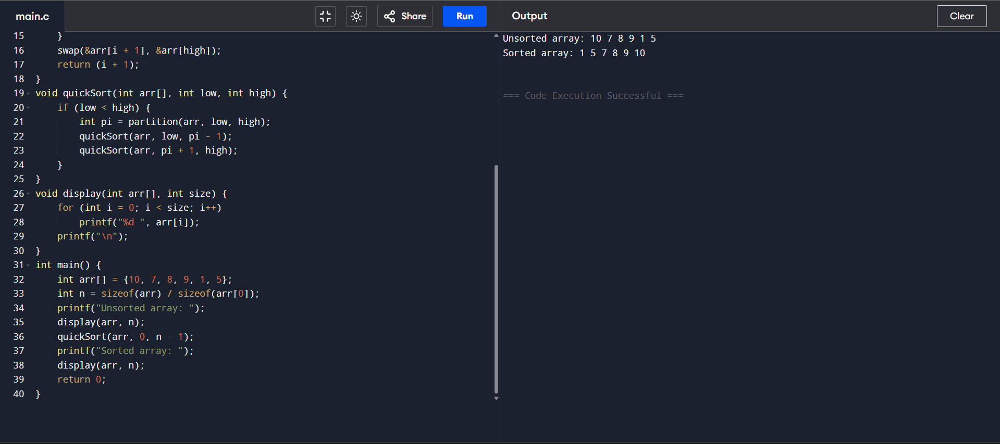 main.c
Share
Run
Output
Clear
15 }
16 swap(&arr[i + 1], &arr[high]);
17 return (i + 1);
18 }
19 void quickSort(int arr[], int low, int high) {
20 if (low < high) {
21 int pi = partition(arr, low, high);
22 quickSort(arr, low, pi - 1);
23 quickSort(arr, pi + 1, high);
24 }
25 }
26 void display(int arr[], int size) {
27 for (int i = 0; i < size; i++)
28 printf("%d ", arr[i]);
29 printf("\n");
30 }
31 int main() {
32 int arr[] = {10, 7, 8, 9, 1, 5};
33 int n = sizeof(arr) / sizeof(arr[0]);
34 printf("Unsorted array: ");
35 display(arr, n);
36 quickSort(arr, 0, n - 1);
37 printf("Sorted array: ");
38 display(arr, n);
39 return 0;
40 }
Unsorted array: 10 7 8 9 1 5
Sorted array: 1 5 7 8 9 10
=== Code Execution Successful ===